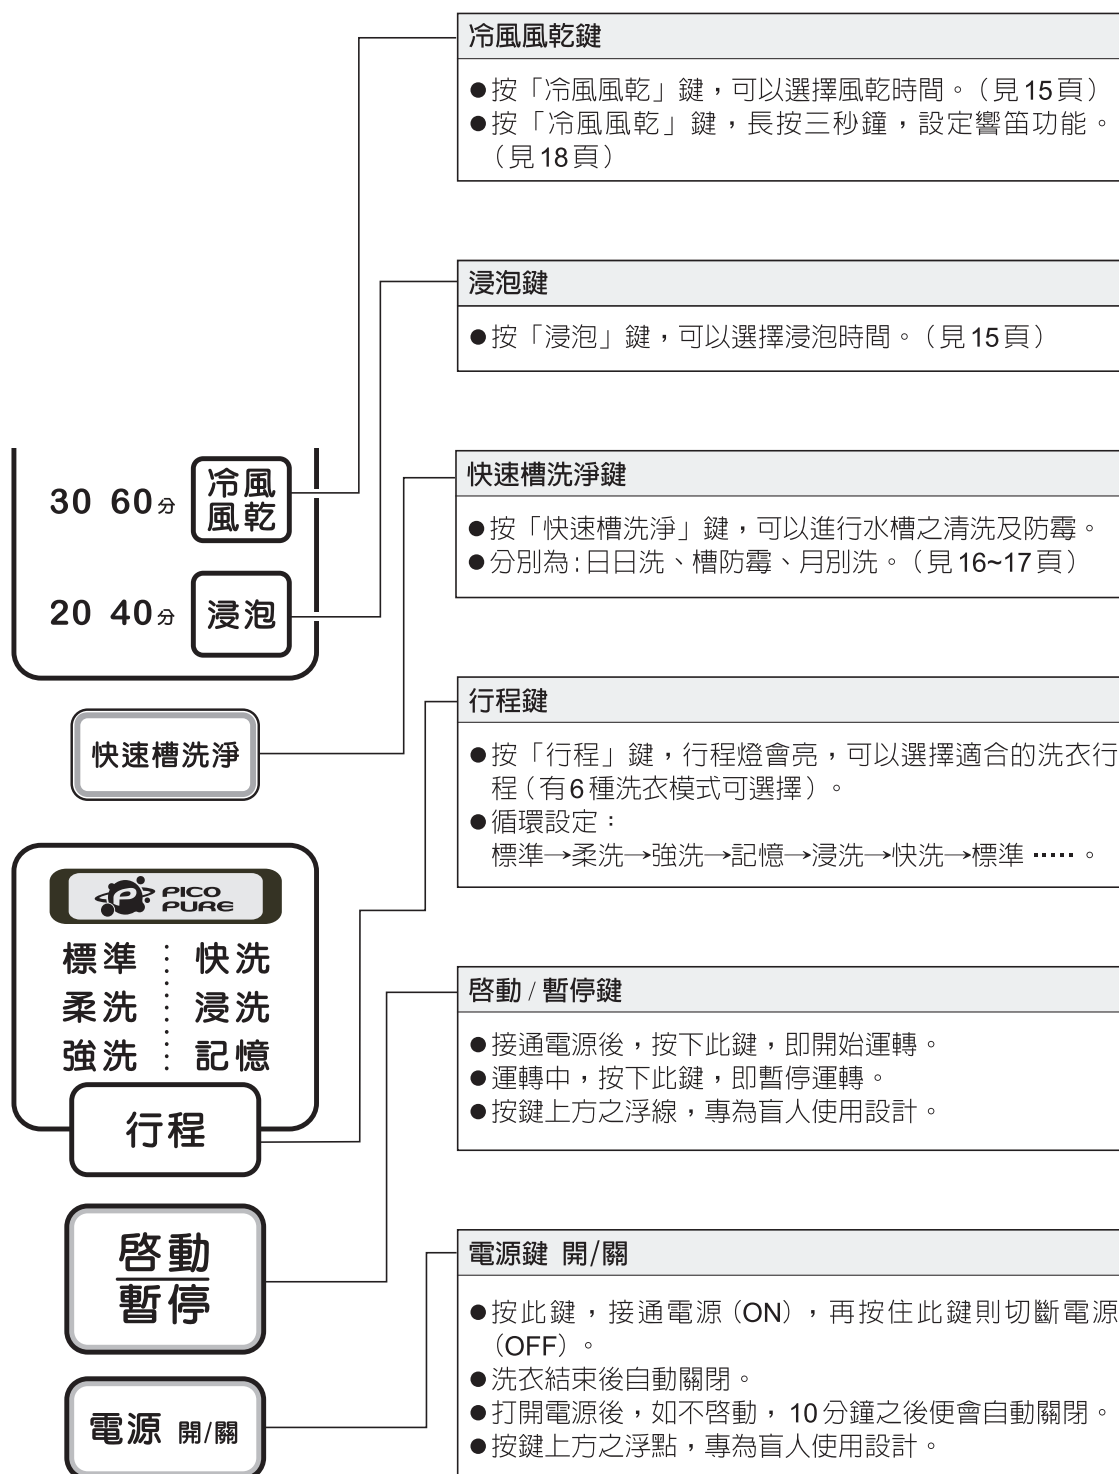 冷風風乾鍵
●按「冷風風乾」鍵，可以選擇風乾時間。（見15頁）
●按「冷風風乾」鍵，長按三秒鐘，設定響笛功能。
（見18頁）
浸泡鍵
●按「浸泡」鍵，可以選擇浸泡時間。（見15頁）
30 60分
冷風
風乾
20 40分
浸泡
快速槽洗淨鍵
●按「快速槽洗淨」鍵，可以進行水槽之清洗及防霉。
●分別為:日日洗、槽防霉、月別洗。（見16~17頁）
快速槽洗淨
行程鍵
●按「行程」鍵，行程燈會亮，可以選擇適合的洗衣行
程（有6種洗衣模式可選擇）。
●循環設定：
標準→柔洗→強洗→記憶→浸洗→快洗→標準 ‥‥‥。
PICO
PURE
標準 快洗
柔洗 浸洗
強洗 記憶
行程
啓動 / 暫停鍵
●接通電源後，按下此鍵，即開始運轉。
●運轉中，按下此鍵，即暫停運轉。
●按鍵上方之浮線，專為盲人使用設計。
啓動
暫停
電源鍵 開/關
●按此鍵，接通電源（ON），再按住此鍵則切斷電源
（OFF）。
●洗衣結束後自動關閉。
●打開電源後，如不啓動，10分鐘之後便會自動關閉。
●按鍵上方之浮點，專為盲人使用設計。
電源 開/關